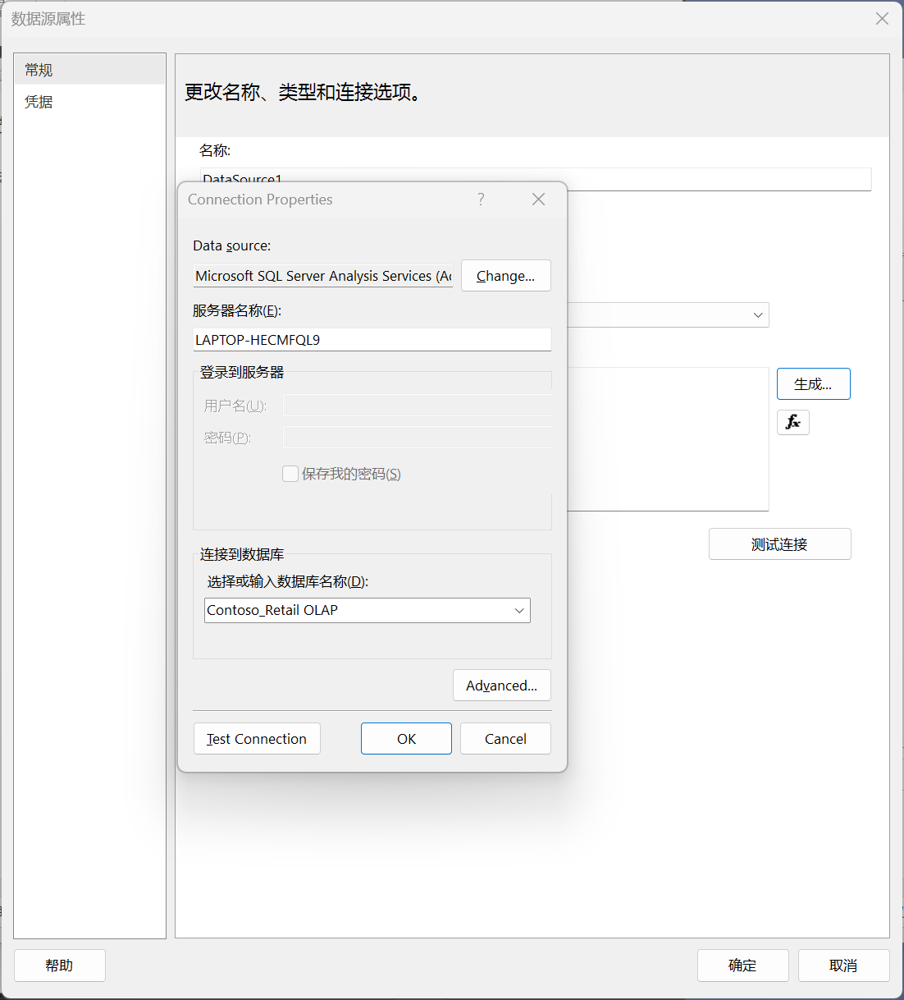 数据源属性
常规
凭据
更改名称、类型和连接选项。
名称:
DataSource1
Connection Properties
?
Data source:
Microsoft SQL Server Analysis Services (Ad
Change...
服务器名称(E):
LAPTOP-HECMFQL9
登录到服务器
用户名(U):
密码(P):
保存我的密码(S)
连接到数据库
选择或输入数据库名称(D):
Contoso_Retail OLAP
Advanced...
Test Connection
OK
Cancel
生成...
fx
测试连接
帮助
确定
取消